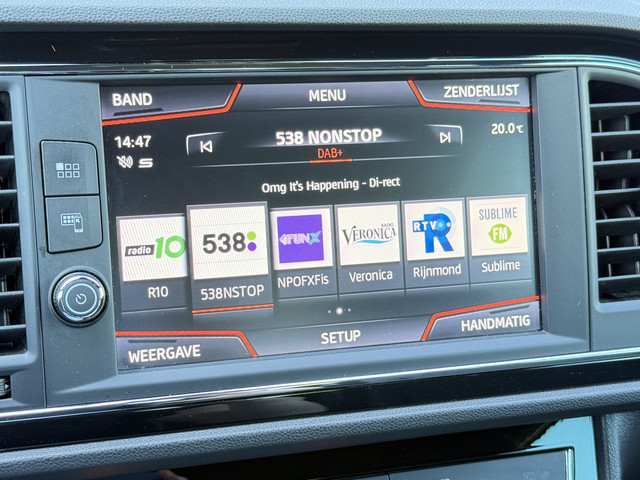 BAND
MENU
ZENDERLIJST
14:47
538 NONSTOP
20.0°C
DAB+
Omg It's Happening - Di-rect
radio 10
538
FUNX
RADIO
VERONICA
RTV R
SUBLIME
FM
R10
538NSTOP
NPOFXFis
Veronica
Rijnmond
Sublime
WEERGAVE
SETUP
HANDMATIG